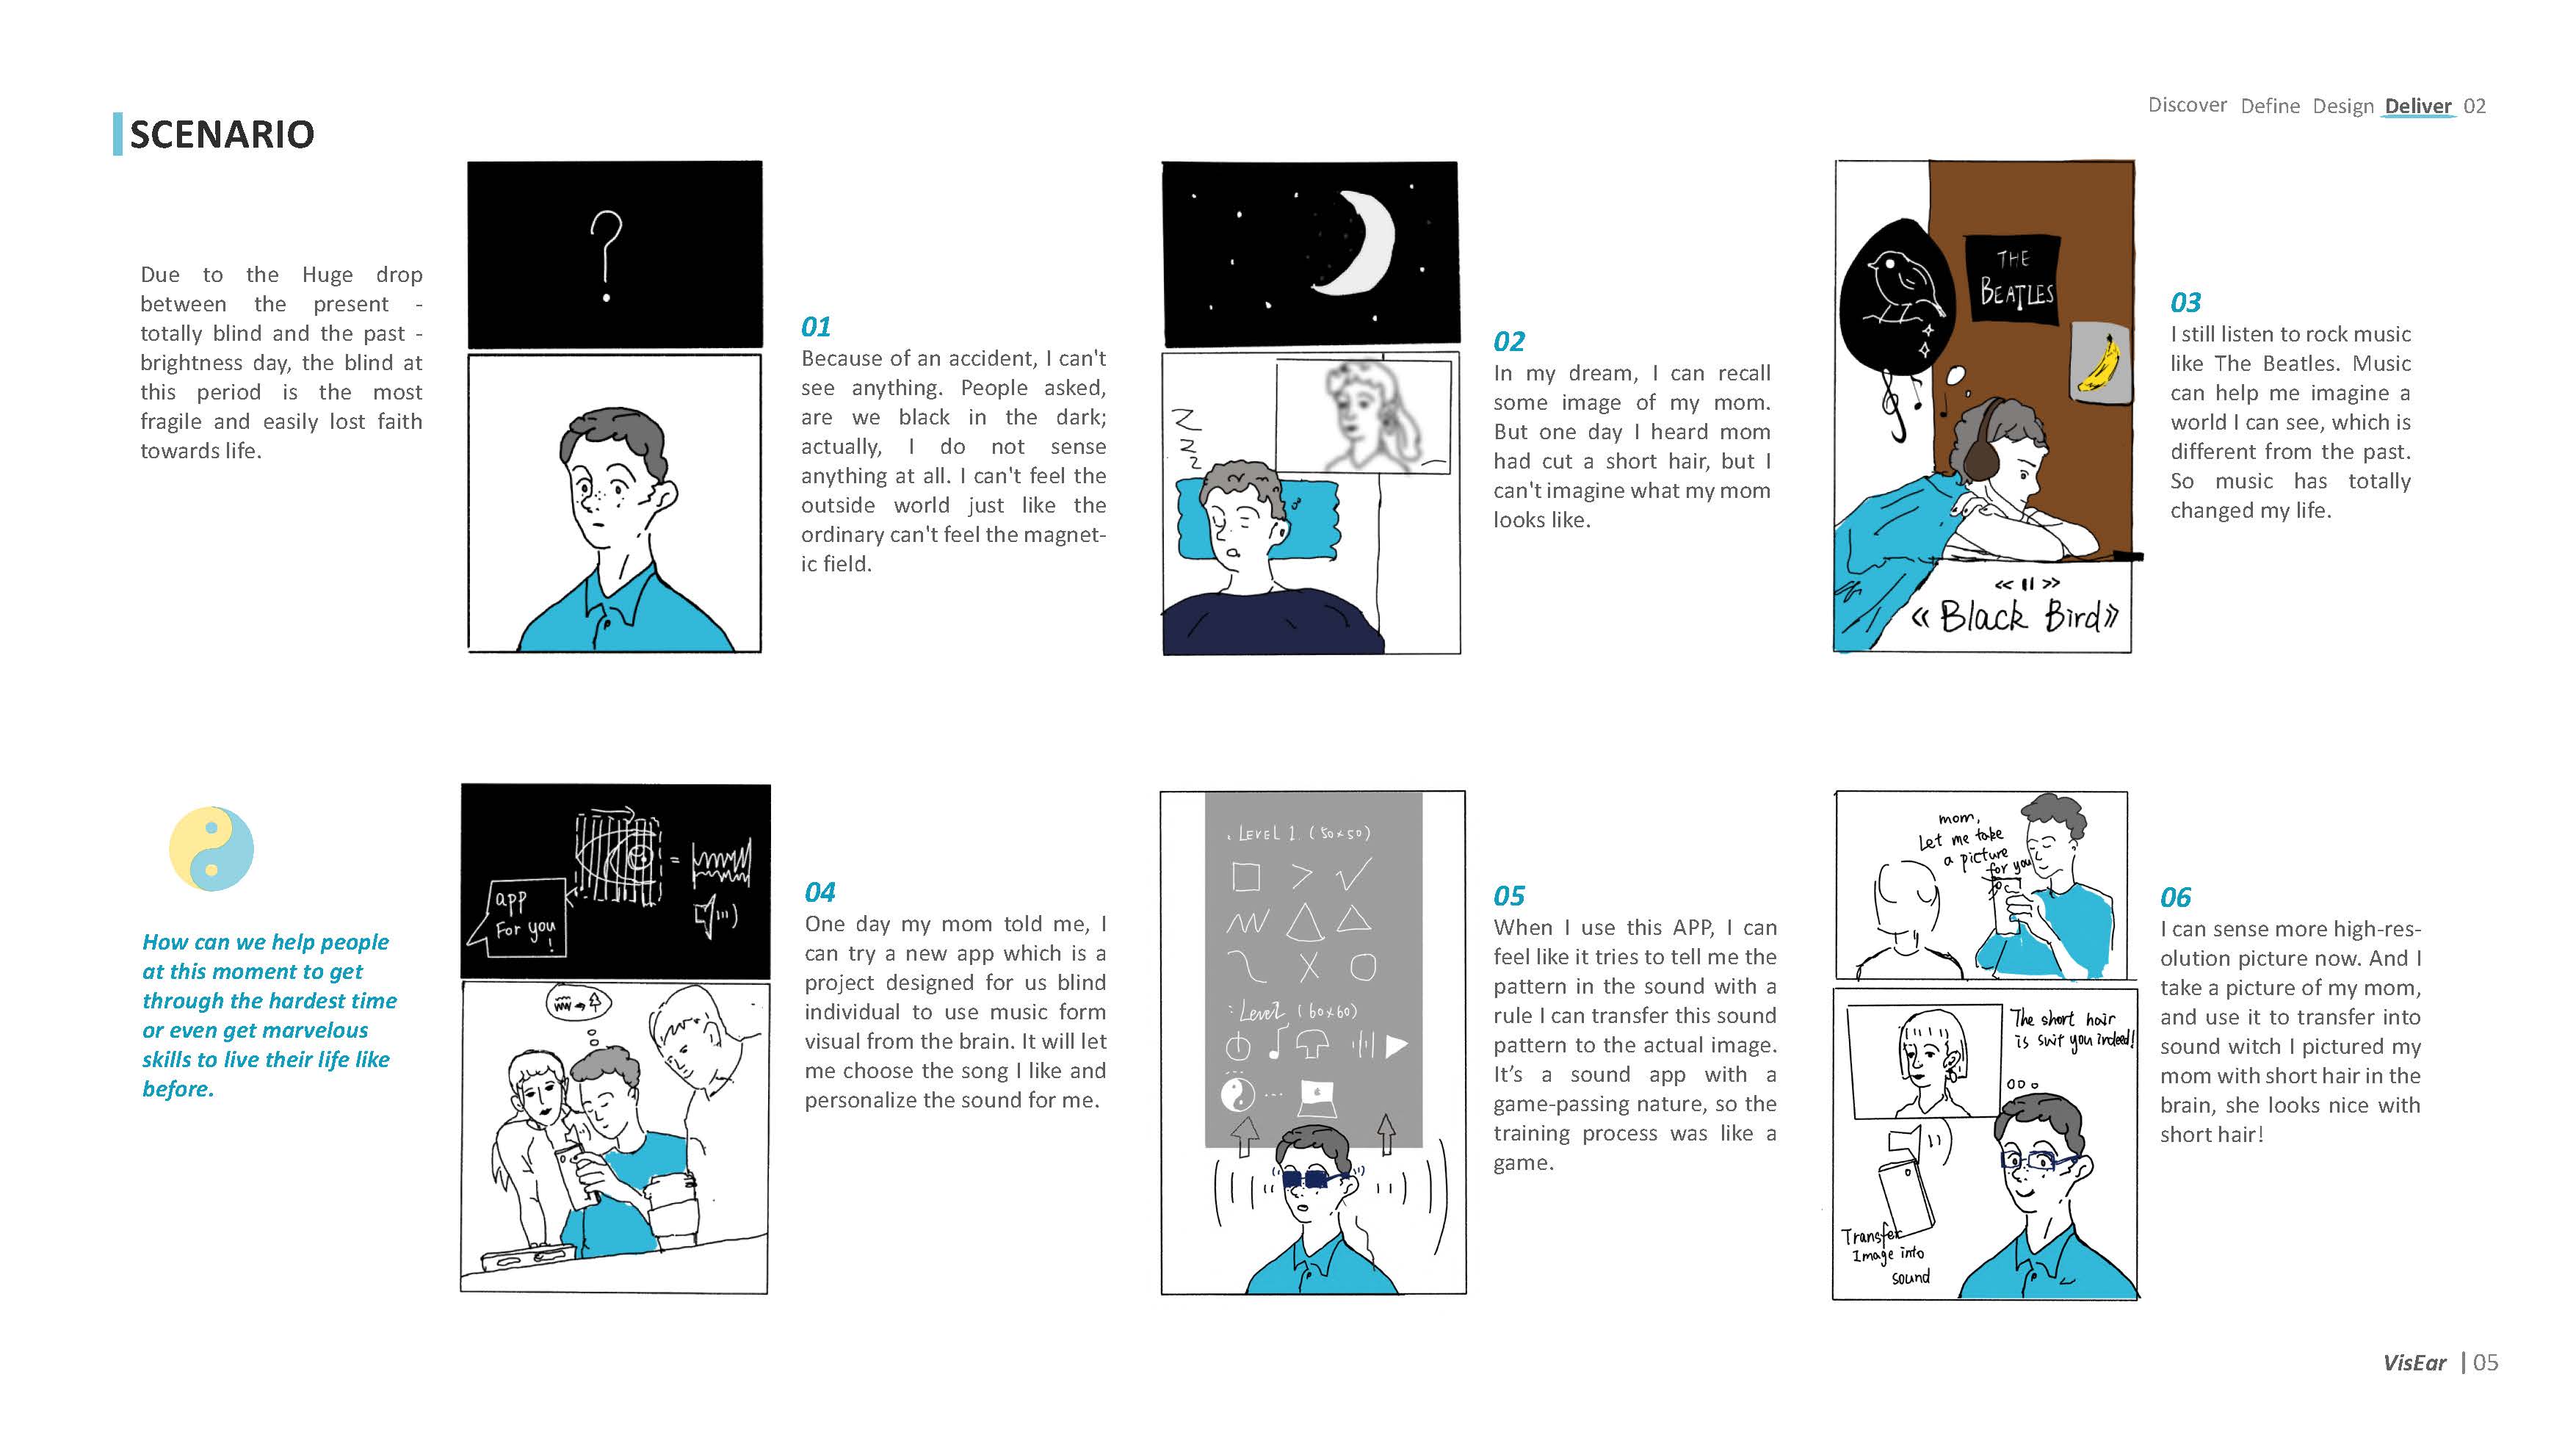 SCENARIO
Discover Define Design Deliver 02
Due to the Huge drop
between the present -
totally blind and the past -
brightness day, the blind at
this period is the most
fragile and easily lost faith
towards life.
?
01
Because of an accident, I can't
see anything. People asked,
are we black in the dark;
actually, I do not sense
anything at all. I can't feel the
outside world just like the
ordinary can't feel the magnet-
ic field.
Z
Z
Z
02
In my dream, I can recall
some image of my mom.
But one day I heard mom
had cut a short hair, but I
can't imagine what my mom
looks like.
THE
BEATLES
« II »
« Black Bird»
03
I still listen to rock music
like The Beatles. Music
can help me imagine a
world I can see, which is
different from the past.
So music has totally
changed my life.
How can we help people
at this moment to get
through the hardest time
or even get marvelous
skills to live their life like
before.
=
app
For you
!
04
One day my mom told me, I
can try a new app which is a
project designed for us blind
individual to use music form
visual from the brain. It will let
me choose the song I like and
personalize the sound for me.
. LEVEL 1. (50×50)
: Level (60×60)
05
When I use this APP, I can
feel like it tries to tell me the
pattern in the sound with a
rule I can transfer this sound
pattern to the actual image.
It's a sound app with a
game-passing nature, so the
training process was like a
game.
mom,
Let me take
a picture
for you
The short hair
is suit you indeed!
Transfer
Image into
sound
06
I can sense more high-res-
olution picture now. And I
take a picture of my mom,
and use it to transfer into
sound witch I pictured my
mom with short hair in the
brain, she looks nice with
short hair!
VisEar | 05